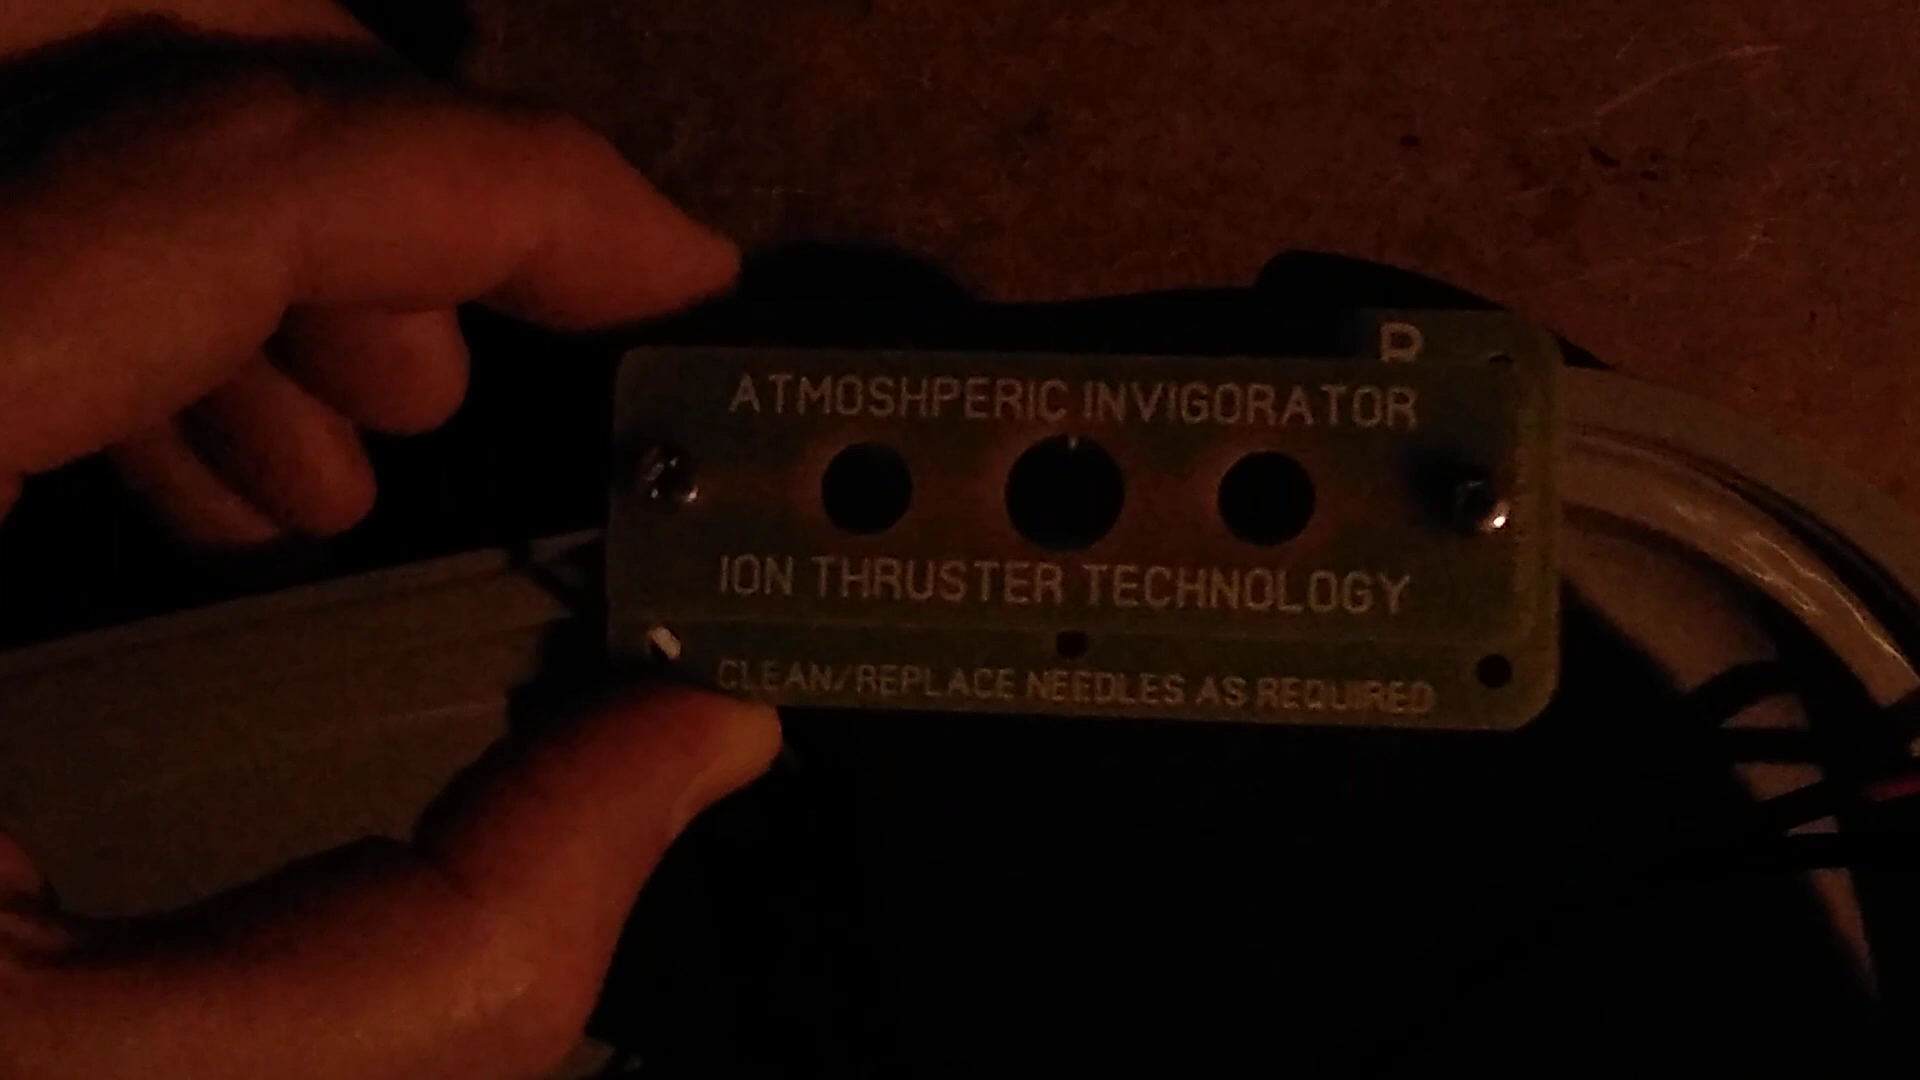 R
ATMOSHPERIC INVIGORATOR
ION THRUSTER TECHNOLOGY
CLEAN/REPLACE NEEDLES AS REQUIRED